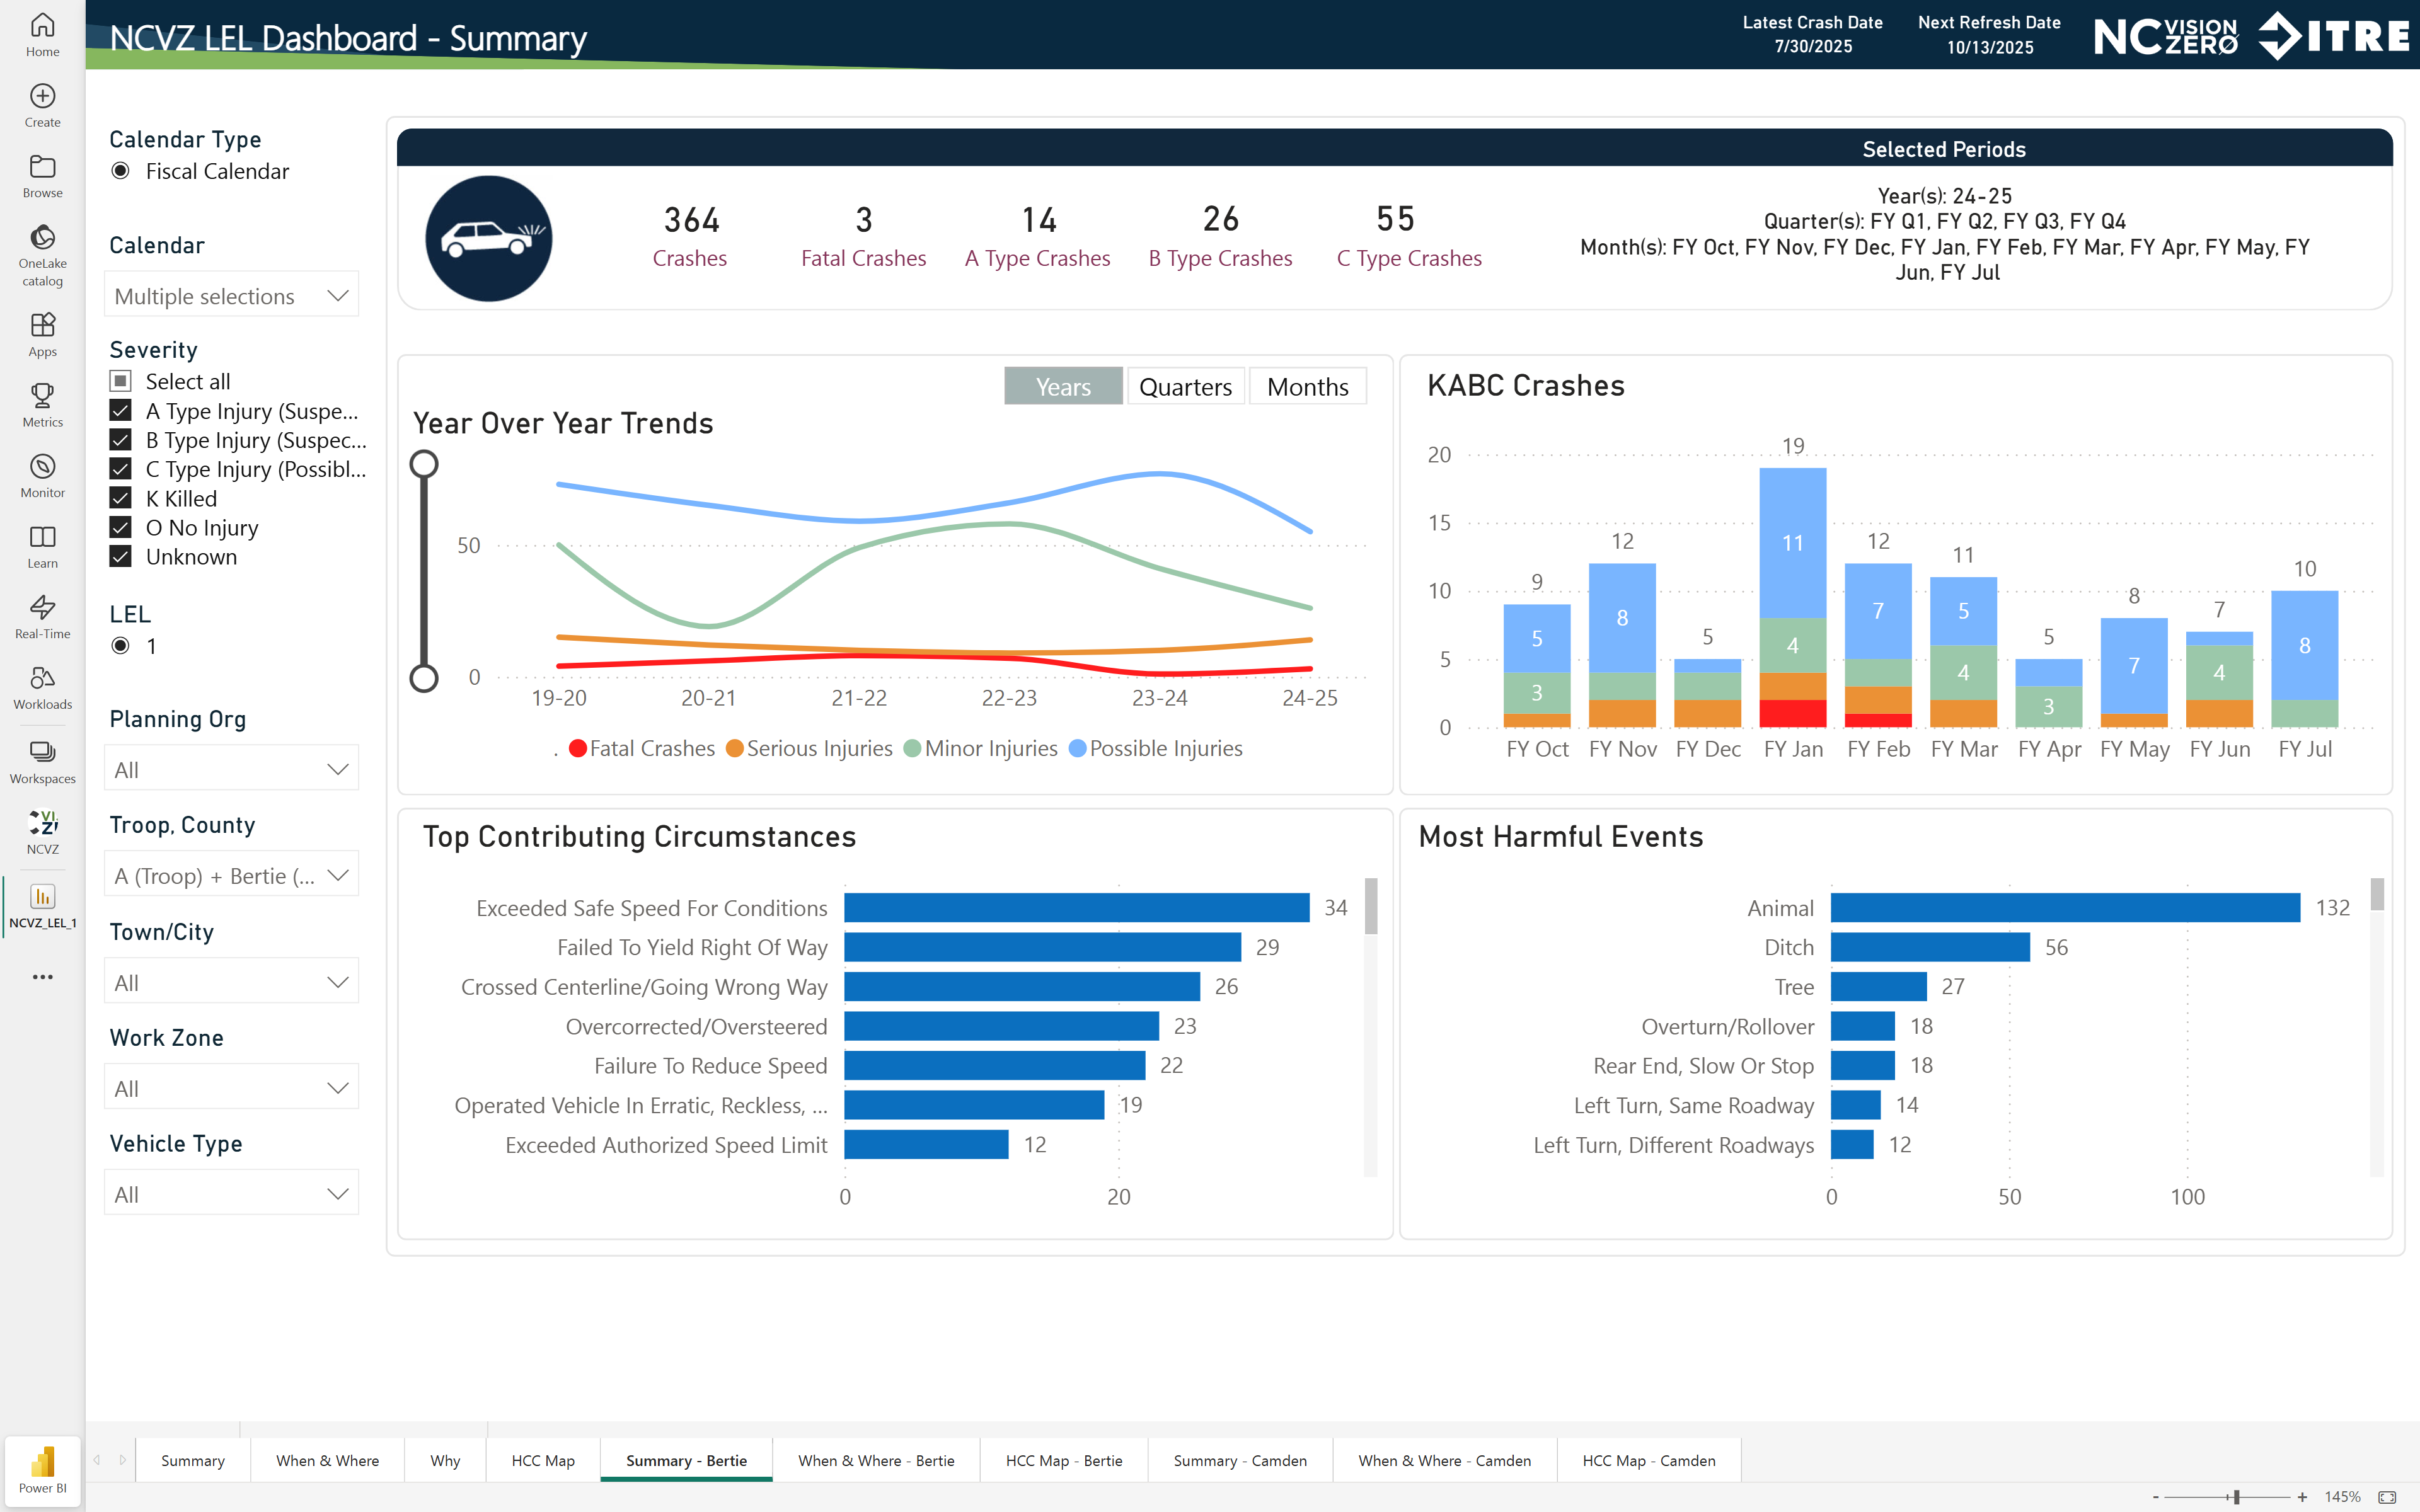 NCVZ LEL Dashboard - Summary
Latest Crash Date
7/30/2025
Next Refresh Date
10/13/2025
NC VISION ZERO
ITRE
Home
Create
Browse
OneLake
catalog
Apps
Metrics
Monitor
Learn
Real-Time
Workloads
Workspaces
NCVZ
NCVZ_LEL_1
Power BI
Calendar Type
Fiscal Calendar
Calendar
Multiple selections
Severity
Select all
A Type Injury (Suspe...
B Type Injury (Suspec...
C Type Injury (Possibl...
K Killed
O No Injury
Unknown
LEL
1
Planning Org
All
Troop, County
A (Troop) + Bertie (...
Town/City
All
Work Zone
All
Vehicle Type
All
Selected Periods
364
Crashes
3
Fatal Crashes
14
A Type Crashes
26
B Type Crashes
55
C Type Crashes
Year(s): 24-25
Quarter(s): FY Q1, FY Q2, FY Q3, FY Q4
Month(s): FY Oct, FY Nov, FY Dec, FY Jan, FY Feb, FY Mar, FY Apr, FY May, FY
Jun, FY Jul
Years Quarters Months
Year Over Year Trends
50
0
19-20 20-21 21-22 22-23 23-24 24-25
. Fatal Crashes Serious Injuries Minor Injuries Possible Injuries
KABC Crashes
20
15
10
5
0
9 12 5 19 12 11 5 8 7 10
5 8 11 7 5 7 8
3 4 4 3 4
FY Oct FY Nov FY Dec FY Jan FY Feb FY Mar FY Apr FY May FY Jun FY Jul
Top Contributing Circumstances
Exceeded Safe Speed For Conditions 34
Failed To Yield Right Of Way 29
Crossed Centerline/Going Wrong Way 26
Overcorrected/Oversteered 23
Failure To Reduce Speed 22
Operated Vehicle In Erratic, Reckless, ... 19
Exceeded Authorized Speed Limit 12
0 20
Most Harmful Events
Animal 132
Ditch 56
Tree 27
Overturn/Rollover 18
Rear End, Slow Or Stop 18
Left Turn, Same Roadway 14
Left Turn, Different Roadways 12
0 50 100
Summary When & Where Why HCC Map Summary - Bertie When & Where - Bertie HCC Map - Bertie Summary - Camden When & Where - Camden HCC Map - Camden
- + 145%